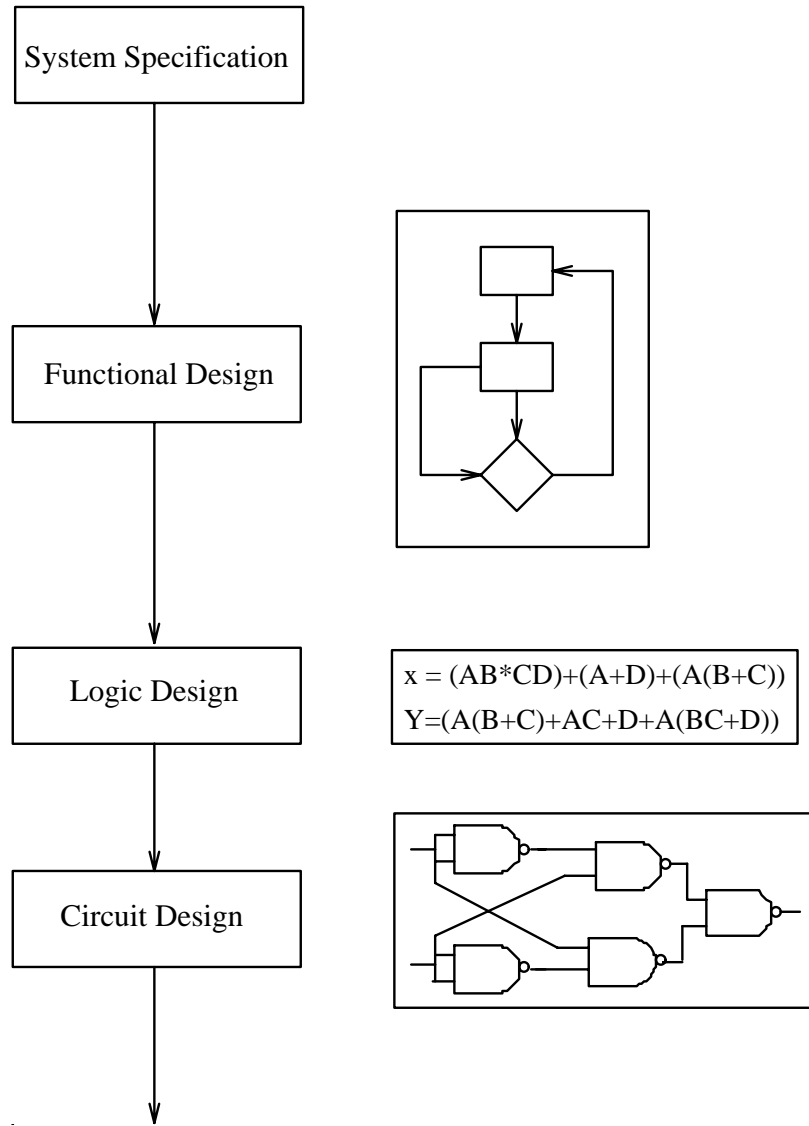 System Specification
Functional Design
Logic Design
x = (AB*CD)+(A+D)+(A(B+C))
Y=(A(B+C)+AC+D+A(BC+D))
Circuit Design